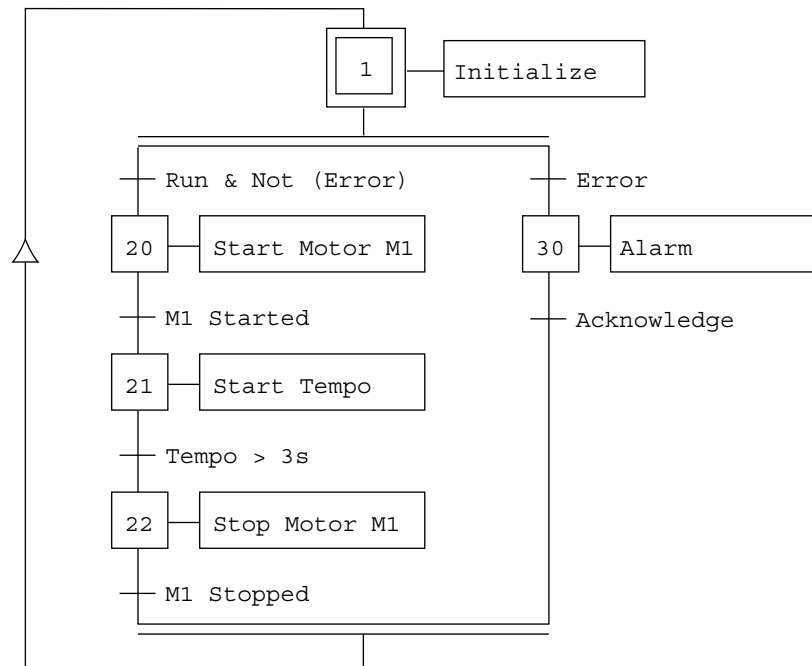 1
Initialize
Run & Not (Error)
Error
20
Start Motor M1
30
Alarm
M1 Started
Acknowledge
21
Start Tempo
Tempo > 3s
22
Stop Motor M1
M1 Stopped